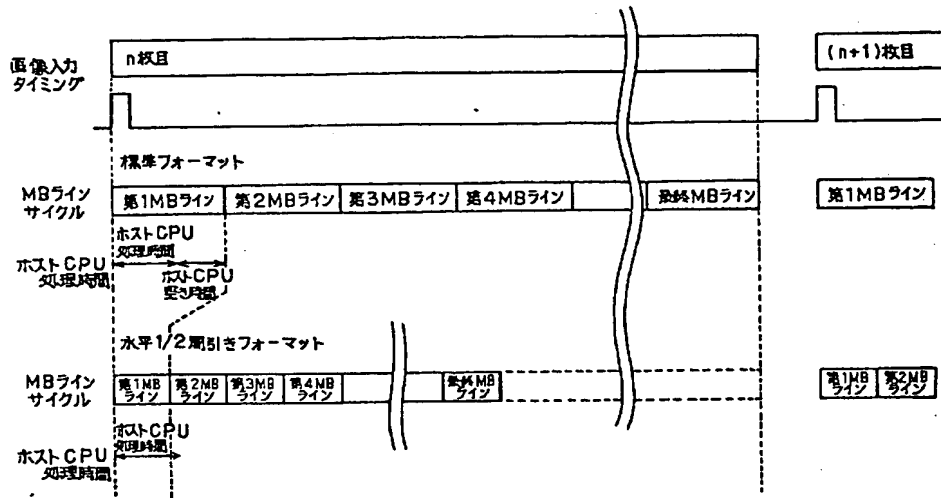 画像入力
タイミング
n枚目
(n+1)枚目
標準フォーマット
MBライン
サイクル
第1MBライン
第2MBライン
第3MBライン
第4MBライン
最終MBライン
第1MBライン
ホストCPU
処理時間
ホストCPU
処理時間
ホストCPU
空き時間
水平1/2間引きフォーマット
MBライン
サイクル
第1MB
ライン
第2MB
ライン
第3MB
ライン
第4MB
ライン
最終MB
ライン
第1MB
ライン
第2MB
ライン
ホストCPU
処理時間
ホストCPU
処理時間